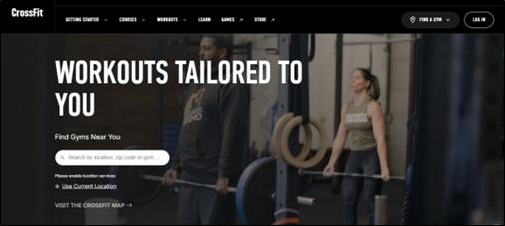 CrossFit
GETTING STARTED COURSES WORKOUTS LEARN GAMES STORE FIND A GYM LOG IN
WORKOUTS TAILORED TO
YOU
Find Gyms Near You
Search by location, zip code or gym...
Please enable location services
Use Current Location
VISIT THE CROSSFIT MAP →